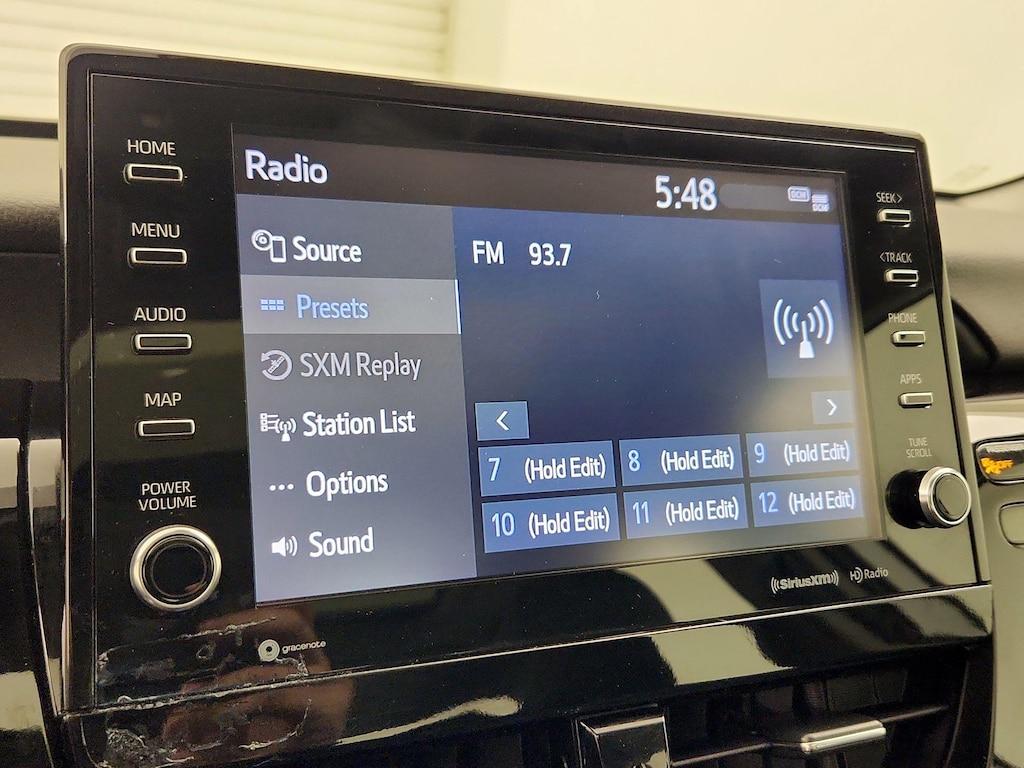 HOME
MENU
AUDIO
MAP
POWER
VOLUME
Radio
5:48
DCM
DCM
Source
Presets
SXM Replay
Station List
Options
Sound
FM 93.7
<
>
7 (Hold Edit)
8 (Hold Edit)
9 (Hold Edit)
10 (Hold Edit)
11 (Hold Edit)
12 (Hold Edit)
SEEK>
<TRACK
PHONE
APPS
TUNE
SCROLL
gracenote
((SiriusXM))
HD Radio